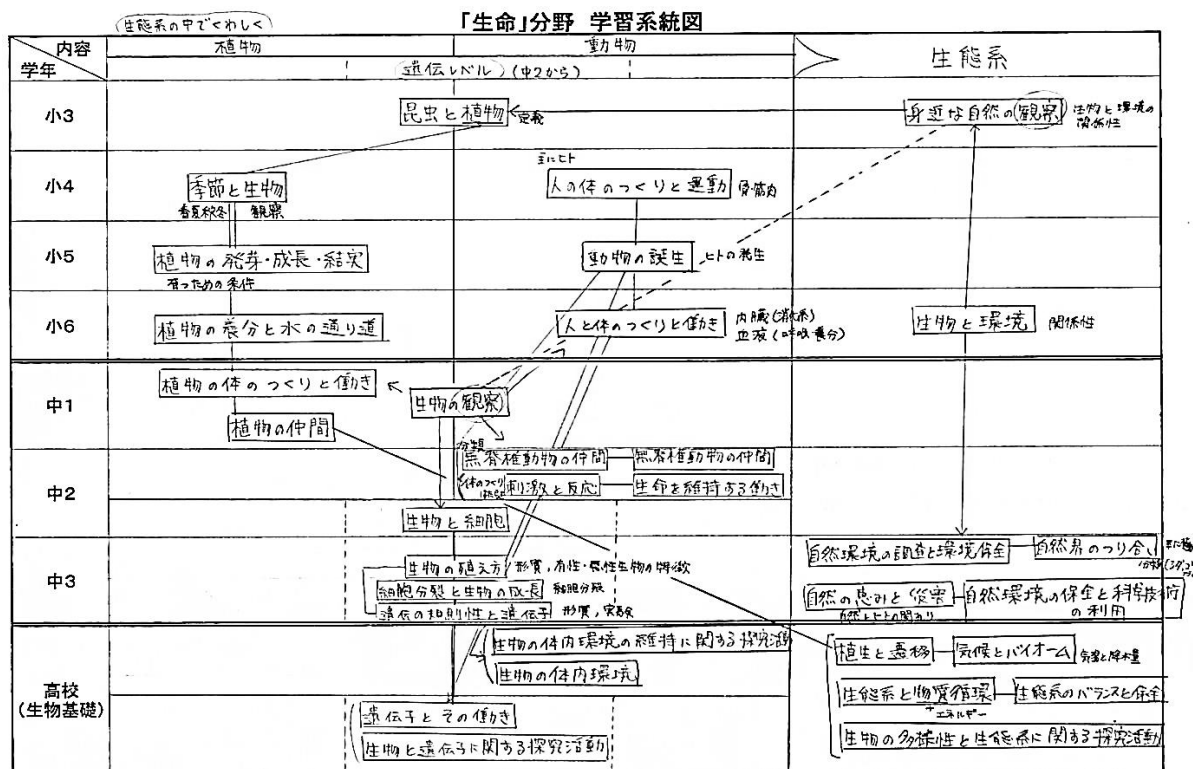 「生命」分野 学習系統図
生態系の中でくわしく
内容
学年
植物
動物
生態系
遺伝レベル (中2から)
小3
昆虫と植物 定義
身近な自然の観察 生物と環境の
関係性
小4
季節と生物
春夏秋冬 観察
主にヒト
人の体のつくりと運動 骨・筋肉
小5
植物の発芽・成長・結実
育つための条件
動物の誕生 ヒトの発生
小6
植物の養分と水の通り道
人と体のつくりと働き 内臓(消化系)
血液(呼吸・養分)
生物と環境 関係性
中1
植物の体のつくりと働き
生物の観察
植物の仲間
中2
分類
無脊椎動物の仲間 無脊椎動物の仲間
体のつくり
刺激と反応 生命を維持する働き
生物と細胞
中3
生物の殖え方 形質,有性・無性生物の特徴
細胞分裂と生物の成長 細胞分裂
遺伝の規則性と遺伝子 形質,実験
自然環境の調査と環境保全 自然界のつり合い
自然の恵みと災害 自然環境の保全と科学技術
の利用
自然とヒトの関わり
高校
(生物基礎)
生物の体内環境の維持に関する探究活動
生物の体内環境
遺伝子とその働き
生物と遺伝子に関する探究活動
植生と遷移 気候とバイオーム 気温と降水量
生態系と物質循環 生態系のバランスと保全
+エネルギー
生物の多様性と生態系に関する探究活動